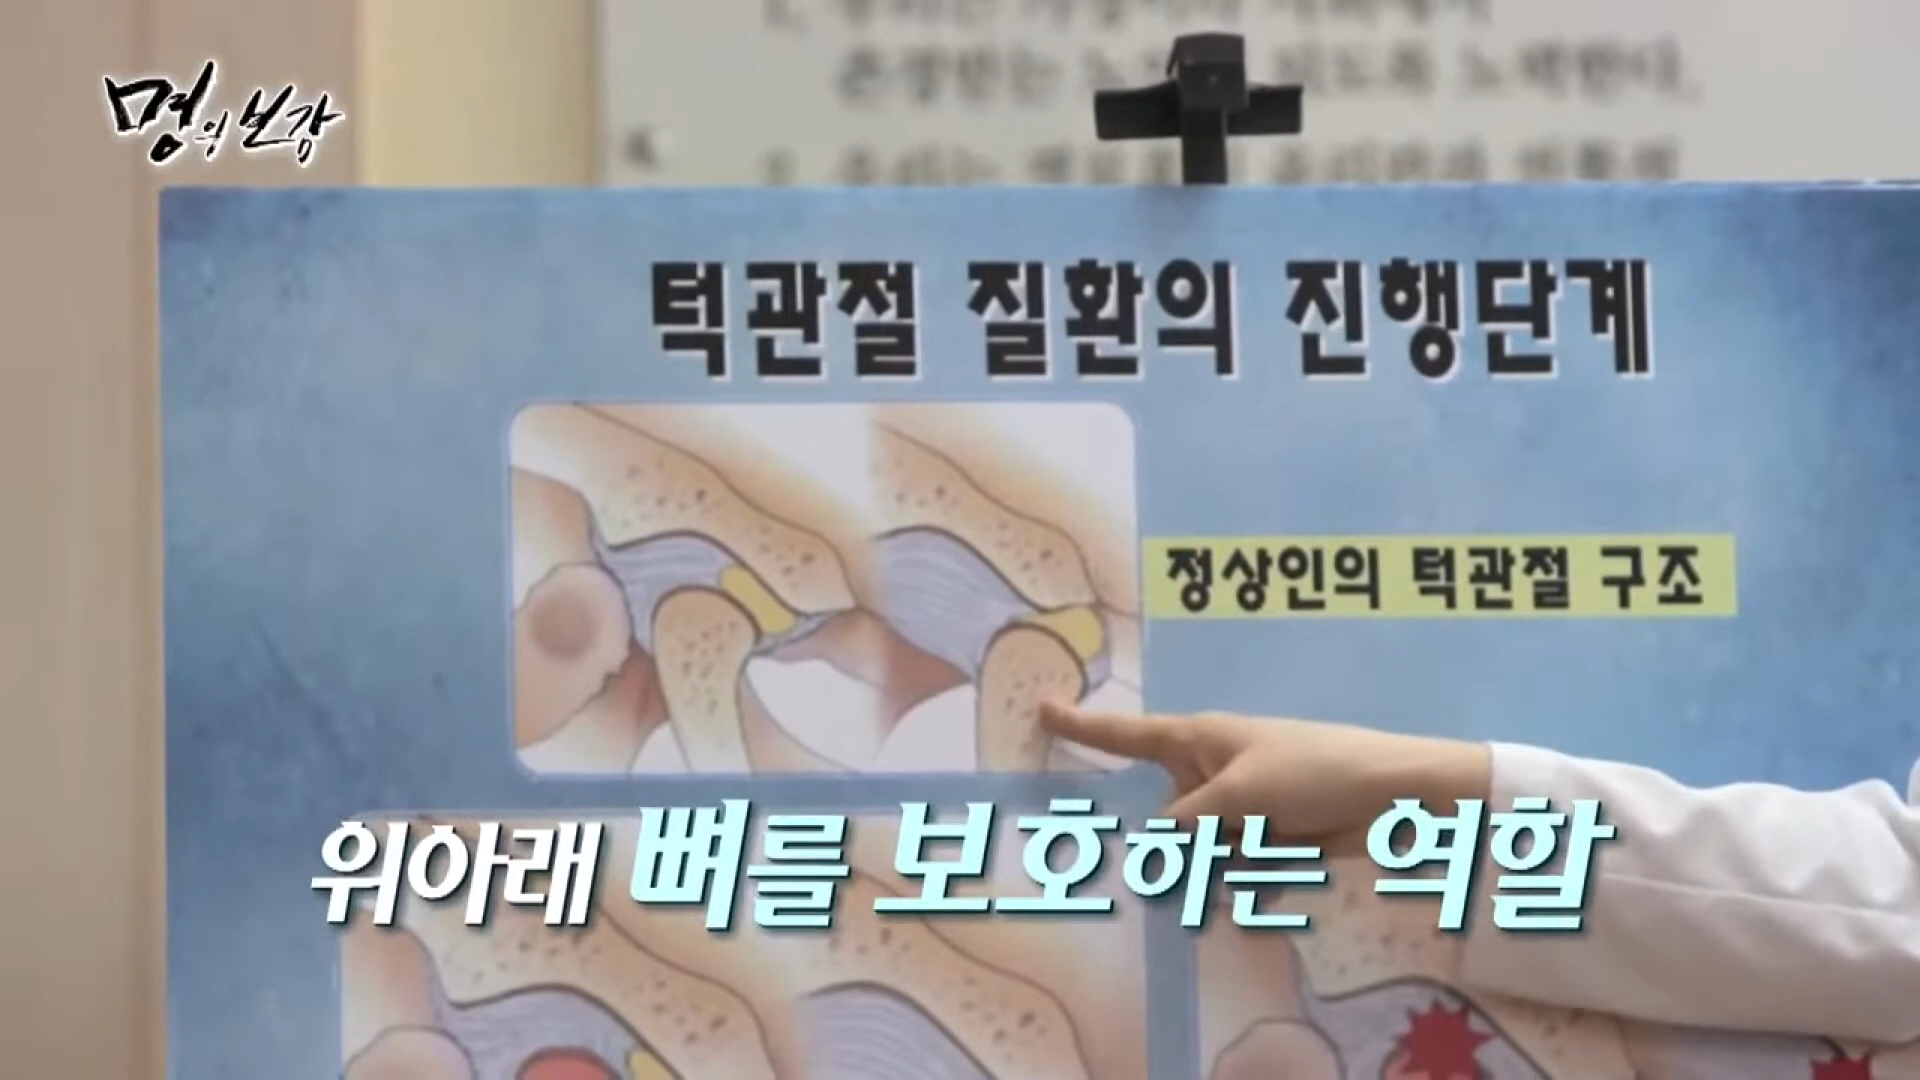 명의보감
턱관절 질환의 진행단계
정상인의 턱관절 구조
위아래 뼈를 보호하는 역할